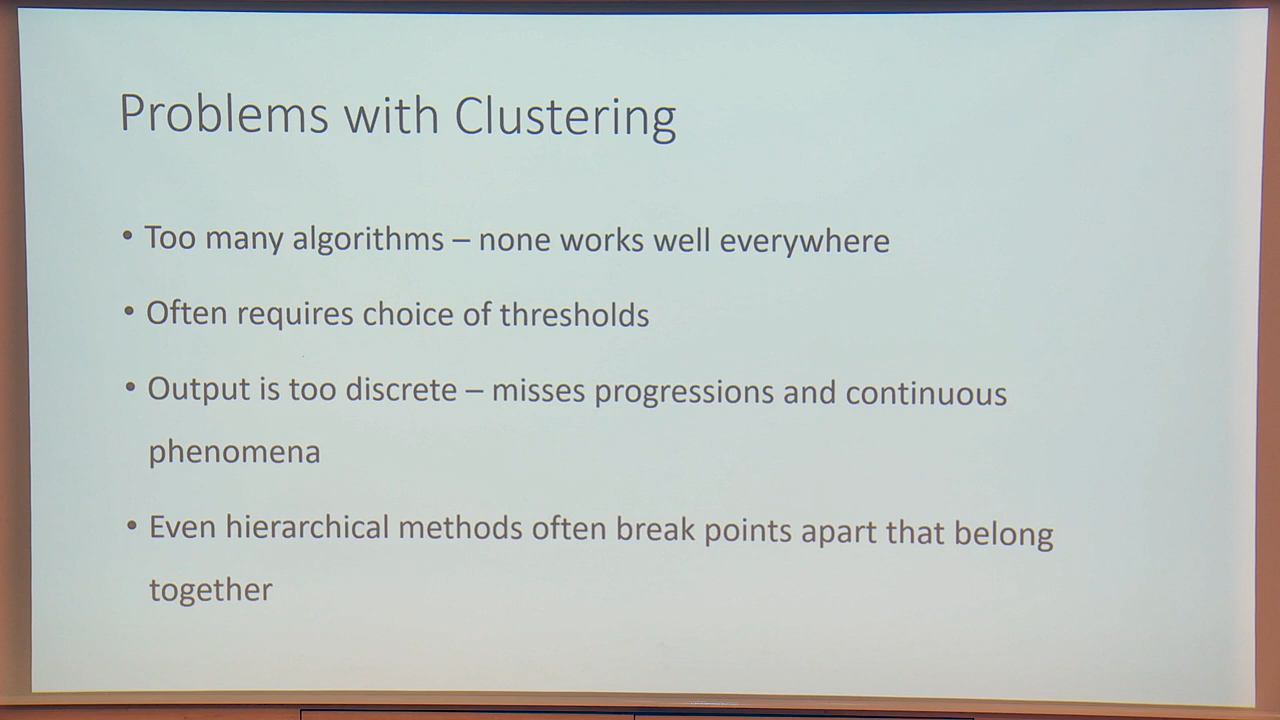 Problems with Clustering
• Too many algorithms – none works well everywhere
• Often requires choice of thresholds
• Output is too discrete – misses progressions and continuous
phenomena
• Even hierarchical methods often break points apart that belong
together